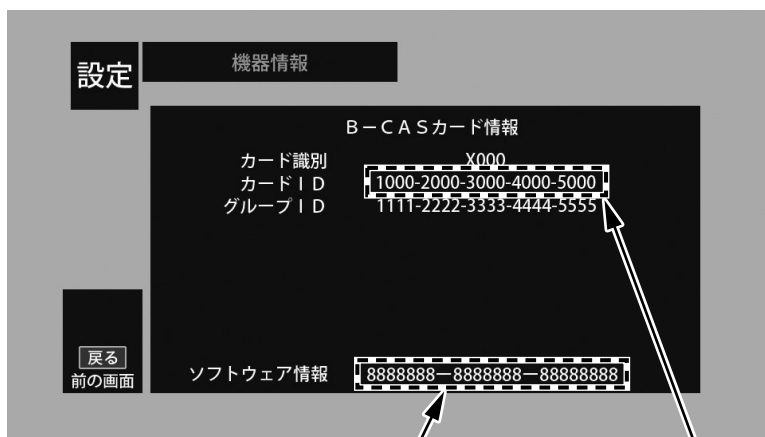 設定
機器情報
B－CASカード情報
カード識別 X000
カードID 1000-2000-3000-4000-5000
グループID 1111-2222-3333-4444-5555
戻る
前の画面
ソフトウェア情報 8888888－8888888－88888888